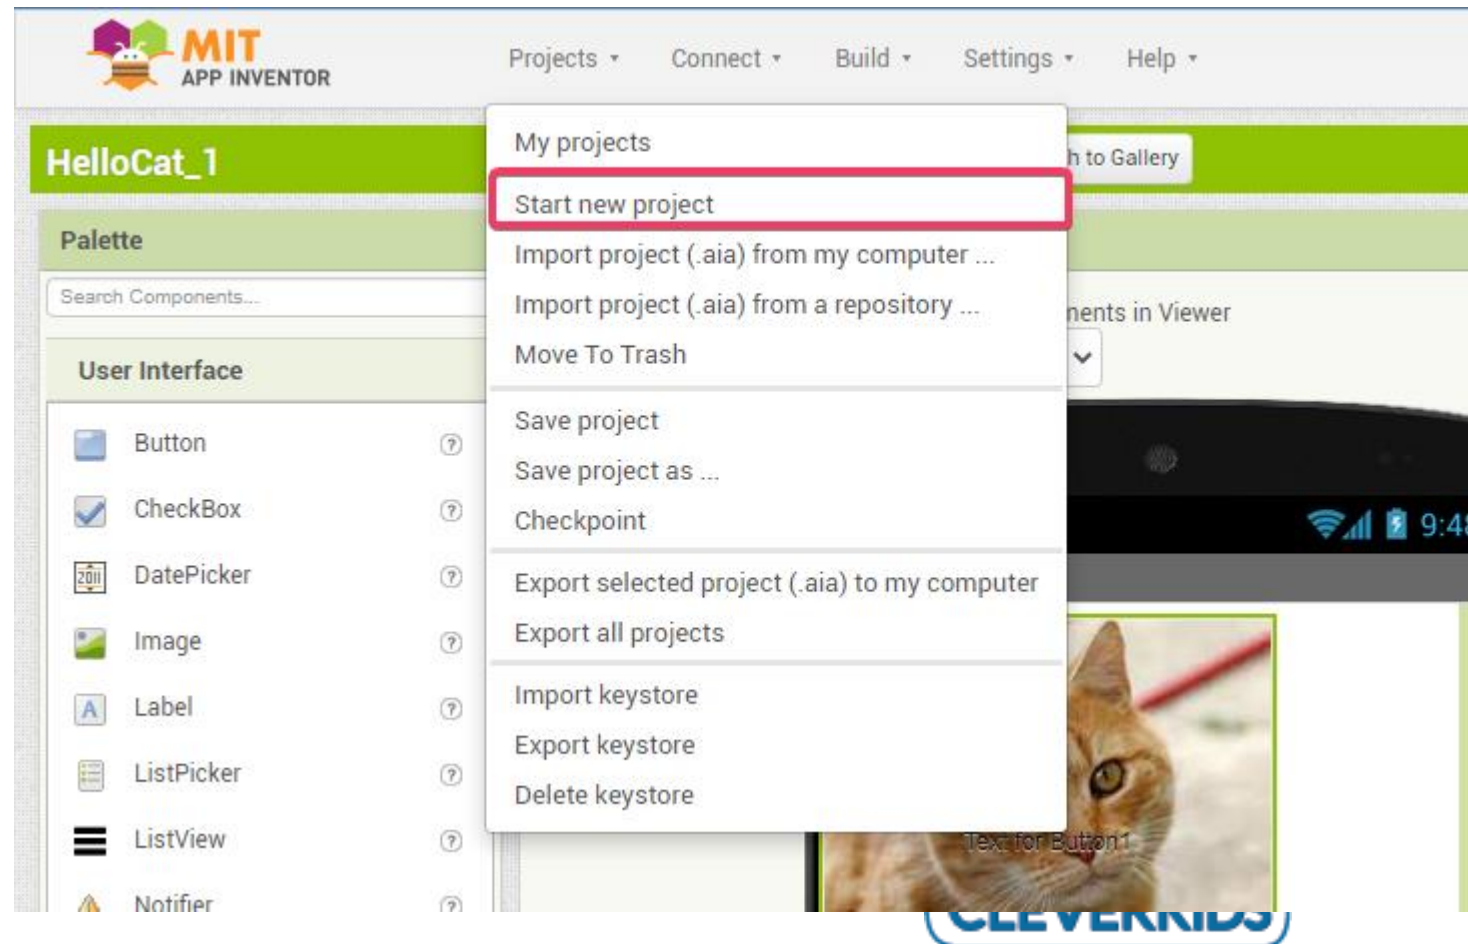 MIT
APP INVENTOR
Projects
Connect
Build
Settings
Help
HelloCat_1
My projects
h to Gallery
Start new project
Palette
Import project (.aia) from my computer ...
Search Components...
Import project (.aia) from a repository ...
nents in Viewer
Move To Trash
User Interface
Save project
Button
Save project as ...
CheckBox
Checkpoint
9:48
DatePicker
Export selected project (.aia) to my computer
Image
Export all projects
Label
Import keystore
Export keystore
ListPicker
Delete keystore
ListView
Text for Button1
Notifier
CLEVERKIDS